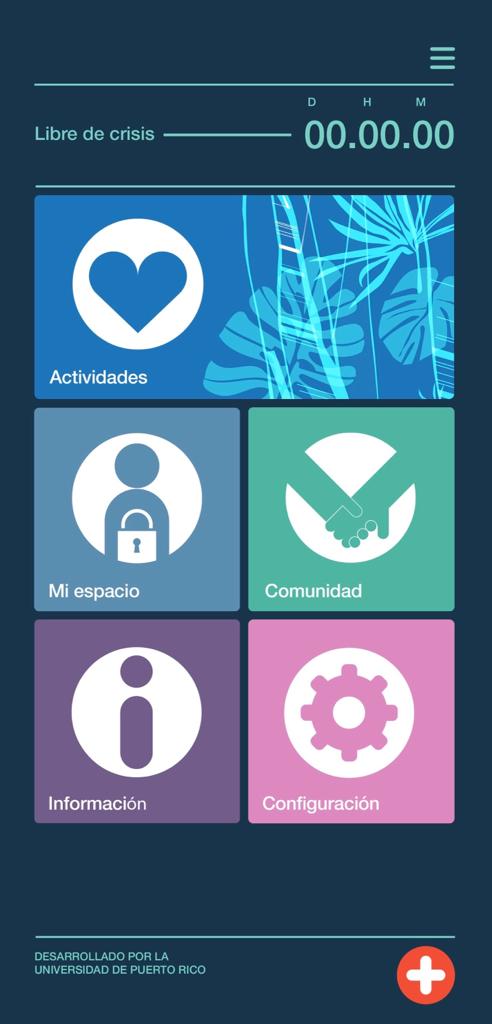 D H M
Libre de crisis 00.00.00
Actividades
Mi espacio
Comunidad
Información
Configuración
DESARROLLADO POR LA
UNIVERSIDAD DE PUERTO RICO